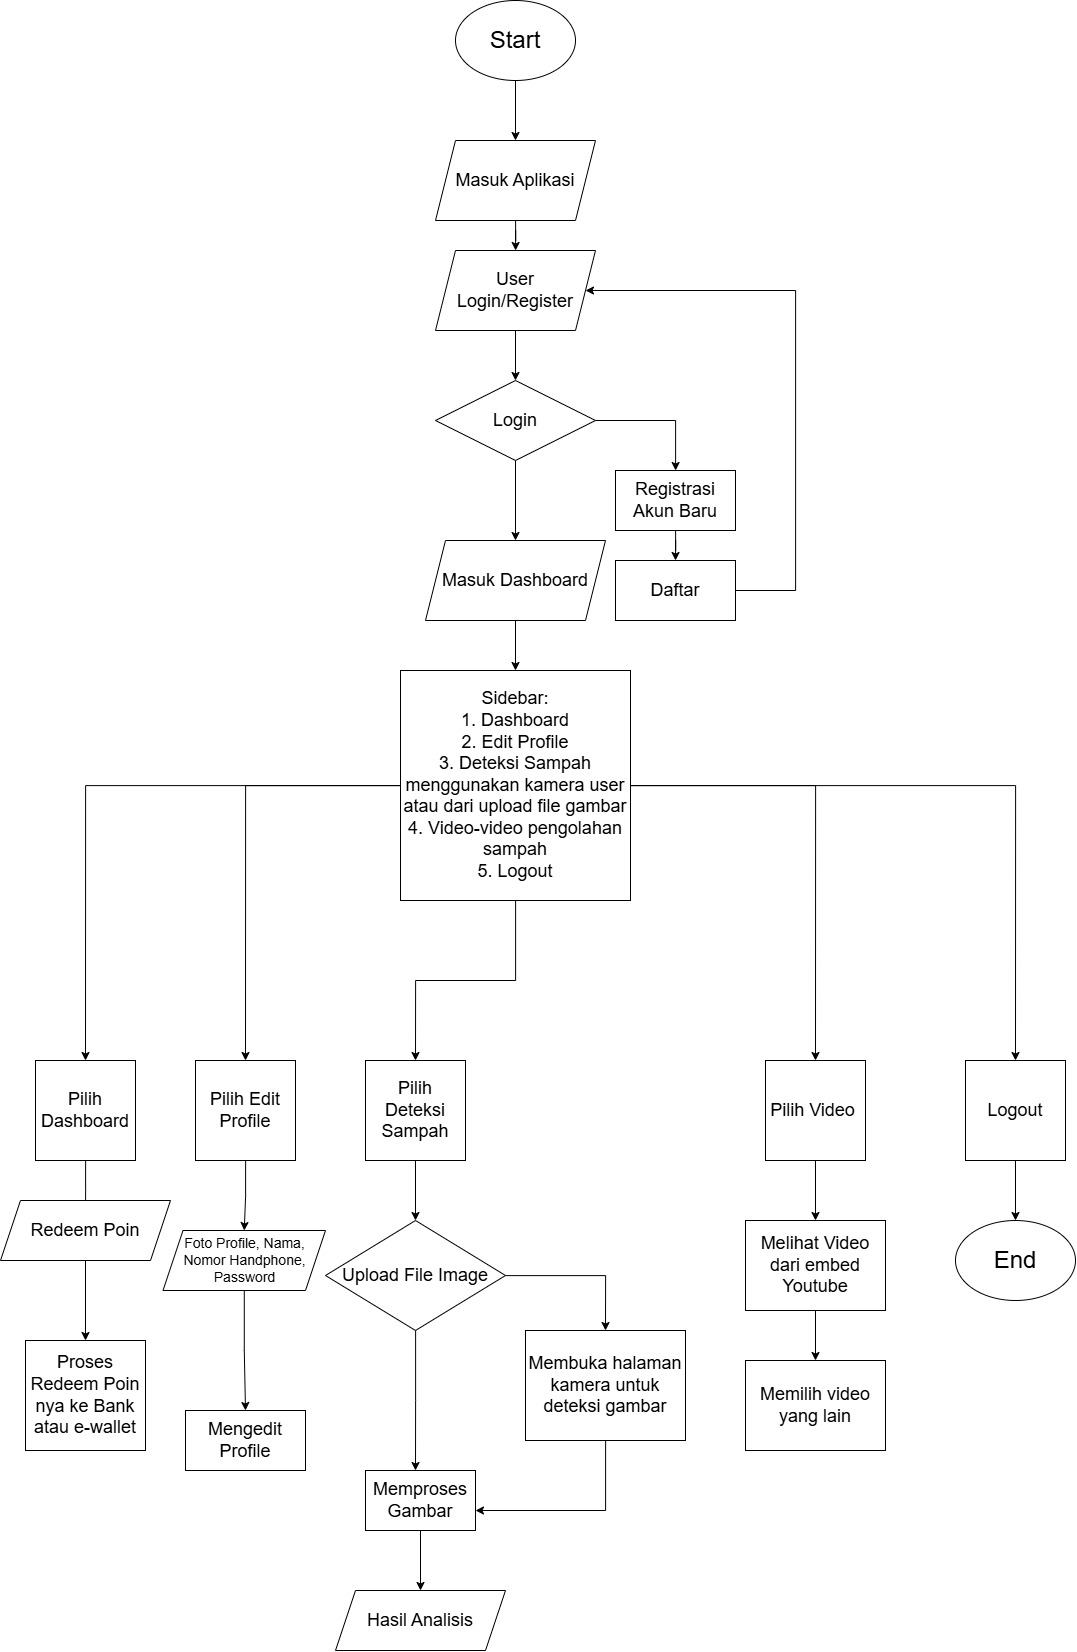 Start
Masuk Aplikasi
User
Login/Register
Login
Registrasi
Akun Baru
Daftar
Masuk Dashboard
Sidebar:
1. Dashboard
2. Edit Profile
3. Deteksi Sampah
menggunakan kamera user
atau dari upload file gambar
4. Video-video pengolahan
sampah
5. Logout
Pilih
Dashboard
Pilih Edit
Profile
Pilih
Deteksi
Sampah
Pilih Video
Logout
Redeem Poin
Foto Profile, Nama,
Nomor Handphone,
Password
Upload File Image
Melihat Video
dari embed
Youtube
End
Proses
Redeem Poin
nya ke Bank
atau e-wallet
Mengedit
Profile
Membuka halaman
kamera untuk
deteksi gambar
Memilih video
yang lain
Memproses
Gambar
Hasil Analisis